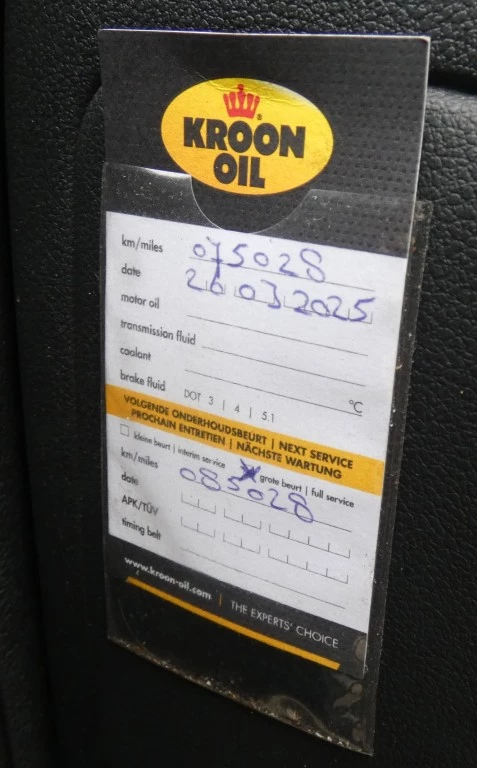 KROON
OIL
km/miles 075028
date 20 03 2025
motor oil
transmission fluid
coolant °C
brake fluid DOT 3 | 4 | 5.1
VOLGENDE ONDERHOUDSBEURT | NEXT SERVICE
PROCHAIN ENTRETIEN | NÄCHSTE WARTUNG
kleine beurt | interim service grote beurt | full service
km/miles 085028
date
APK/TÜV
timing belt
www.kroon-oil.com | THE EXPERTS' CHOICE